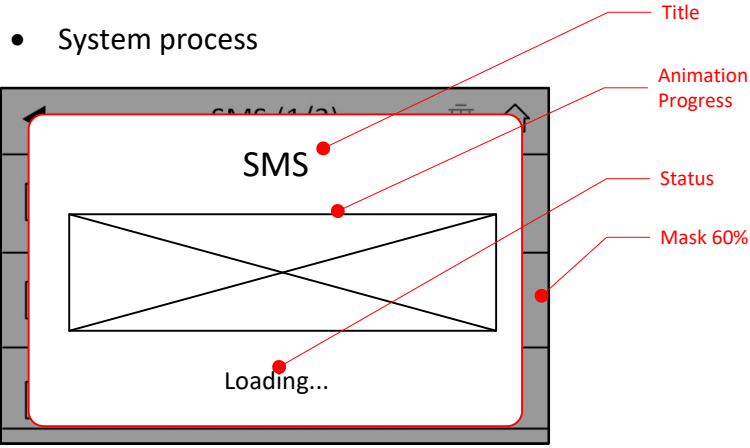 Title
• System process
Animation
Progress
SMS
Status
Mask 60%
Loading...